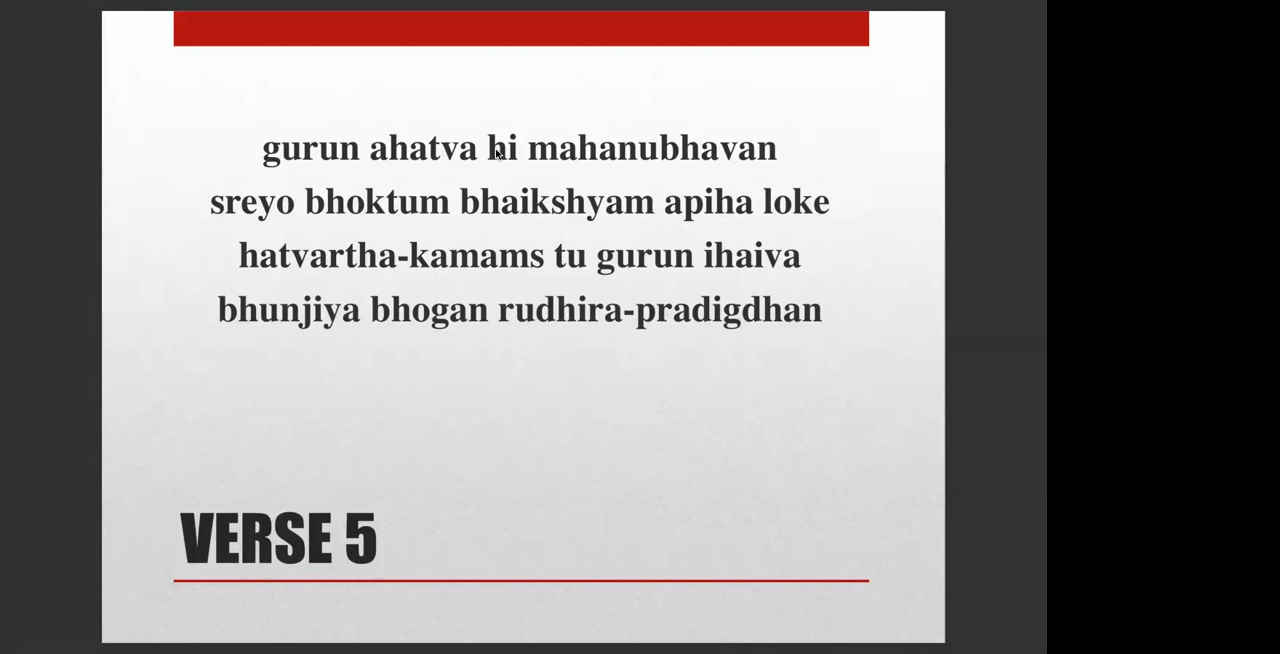 gurun ahatva hi mahanubhavan
sreyo bhoktum bhaikshyam apiha loke
hatvartha-kamams tu gurun ihaiva
bhunjiya bhogan rudhira-pradigdhan
VERSE 5